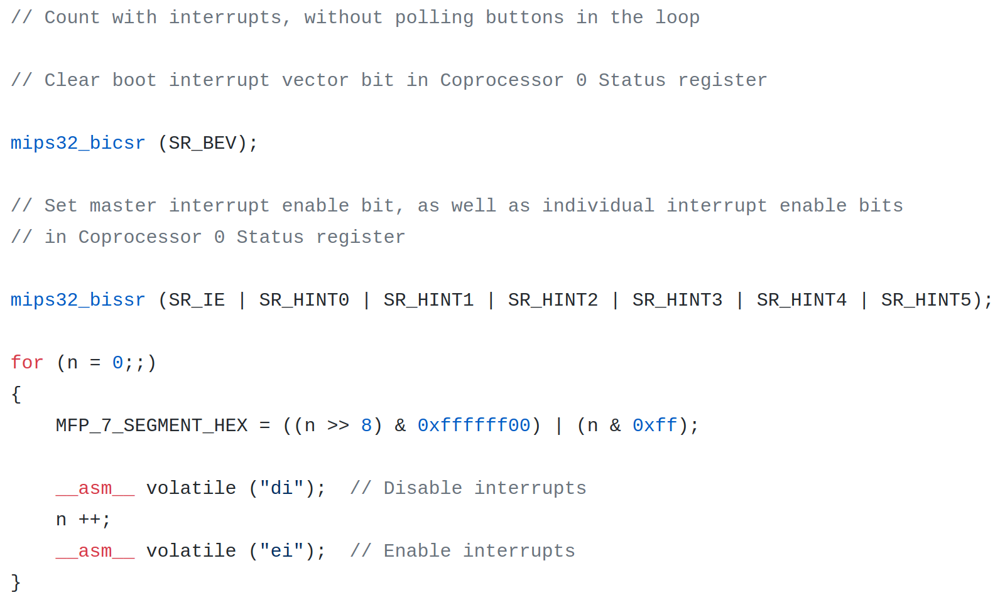 // Count with interrupts, without polling buttons in the loop
// Clear boot interrupt vector bit in Coprocessor 0 Status register
mips32_bicsr (SR_BEV);
// Set master interrupt enable bit, as well as individual interrupt enable bits
// in Coprocessor 0 Status register
mips32_bissr (SR_IE | SR_HINT0 | SR_HINT1 | SR_HINT2 | SR_HINT3 | SR_HINT4 | SR_HINT5);
for (n = 0;;)
{
    MFP_7_SEGMENT_HEX = ((n >> 8) & 0xffffff00) | (n & 0xff);
    __asm__ volatile ("di");  // Disable interrupts
    n ++;
    __asm__ volatile ("ei");  // Enable interrupts
}